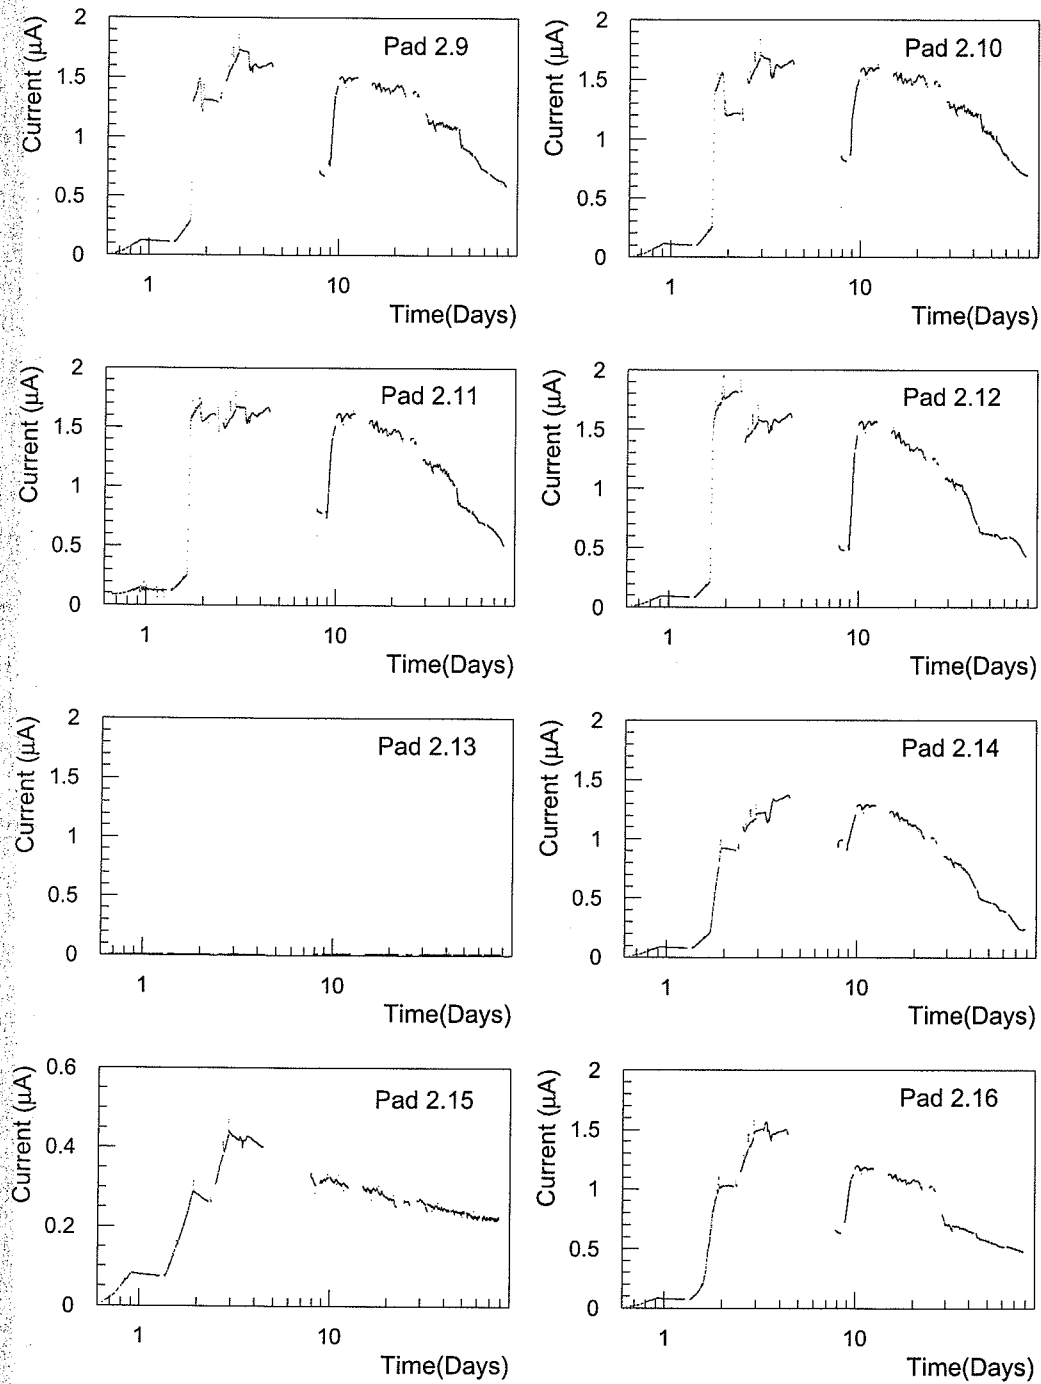 2
1.5
1
0.5
0
Current (μA)
Pad 2.9
1
10
Time(Days)
2
1.5
1
0.5
0
Current (μA)
Pad 2.10
1
10
Time(Days)
2
1.5
1
0.5
0
Current (μA)
Pad 2.11
1
10
Time(Days)
2
1.5
1
0.5
0
Current (μA)
Pad 2.12
1
10
Time(Days)
2
1.5
1
0.5
0
Current (μA)
Pad 2.13
1
10
Time(Days)
2
1.5
1
0.5
0
Current (μA)
Pad 2.14
1
10
Time(Days)
0.6
0.4
0.2
0
Current (μA)
Pad 2.15
1
10
Time(Days)
2
1.5
1
0.5
0
Current (μA)
Pad 2.16
1
10
Time(Days)